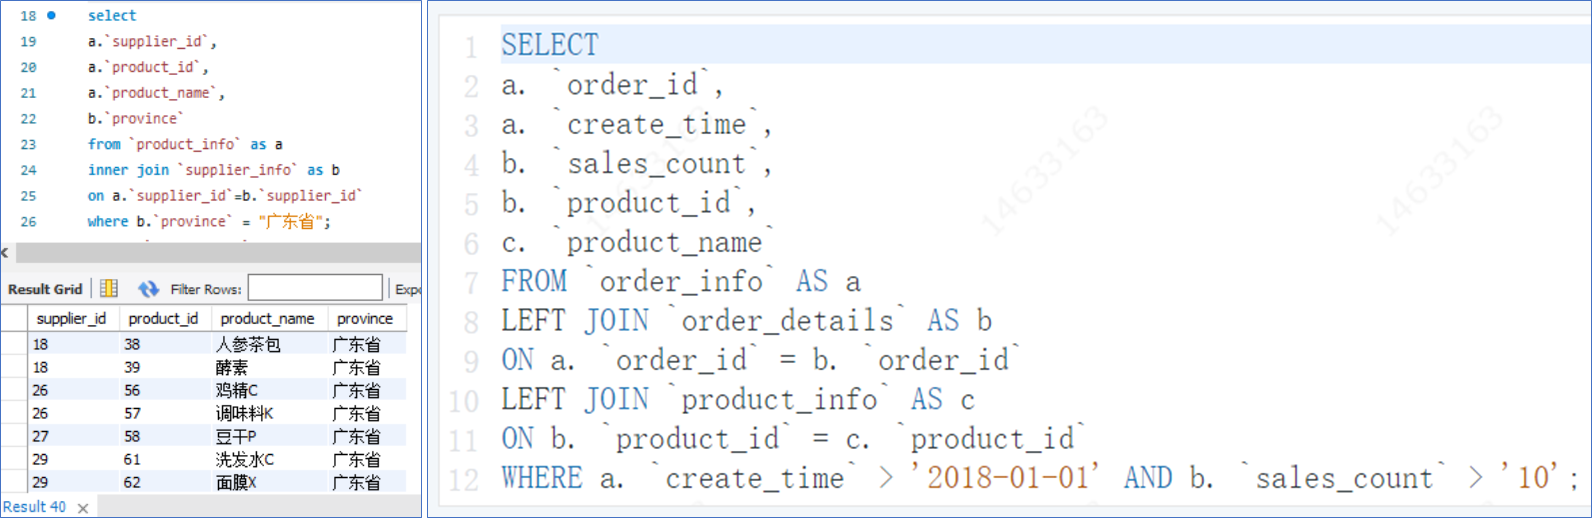 18 select
19 a.`supplier_id`,
20 a.`product_id`,
21 a.`product_name`,
22 b.`province`
23 from `product_info` as a
24 inner join `supplier_info` as b
25 on a.`supplier_id`=b.`supplier_id`
26 where b.`province` = "广东省";
Result Grid Filter Rows: Expo
supplier_id product_id product_name province
18 38 人参茶包 广东省
18 39 酵素 广东省
26 56 鸡精C 广东省
26 57 调味料K 广东省
27 58 豆干P 广东省
29 61 洗发水C 广东省
29 62 面膜X 广东省
Result 40
1 SELECT
2 a. `order_id`,
3 a. `create_time`,
4 b. `sales_count`,
5 b. `product_id`,
6 c. `product_name`
7 FROM `order_info` AS a
8 LEFT JOIN `order_details` AS b
9 ON a. `order_id` = b. `order_id`
10 LEFT JOIN `product_info` AS c
11 ON b. `product_id` = c. `product_id`
12 WHERE a. `create_time` > '2018-01-01' AND b. `sales_count` > '10';
14633163
14633163
14633163